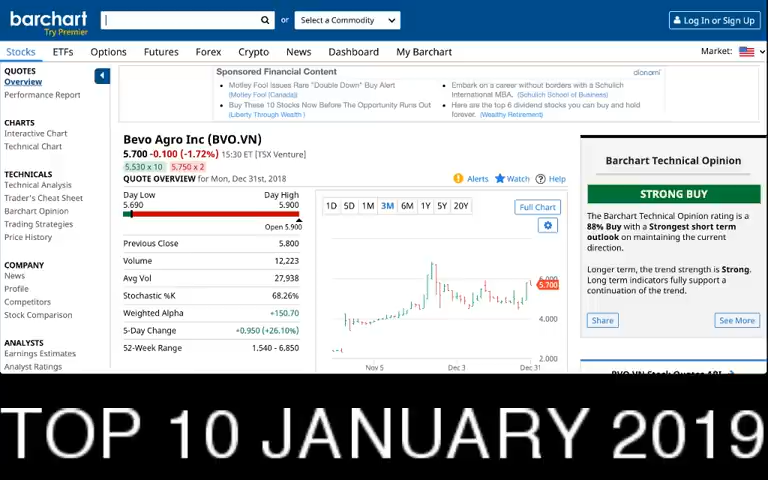 barchart
Try Premier
or
Select a Commodity
Log In or Sign Up
Stocks ETFs Options Futures Forex Crypto News Dashboard My Barchart
Market:
QUOTES
Overview
Performance Report
CHARTS
Interactive Chart
Technical Chart
TECHNICALS
Technical Analysis
Trader's Cheat Sheet
Barchart Opinion
Trading Strategies
Price History
COMPANY
News
Profile
Competitors
Stock Comparison
ANALYSTS
Earnings Estimates
Analyst Ratings
Sponsored Financial Content
dianomi
Motley Fool Issues Rare "Double Down" Buy Alert
(Motley Fool Canada)
Buy These 10 Stocks Now Before The Opportunity Runs Out
(Liberty Through Wealth)
Embark on a career without borders with a Schulich
International MBA. (Schulich School of Business)
Here are the top 6 dividend stocks you can buy and hold
forever. (Wealthy Retirement)
Bevo Agro Inc (BVO.VN)
5.700 -0.100 (-1.72%) 15:30 ET [TSX Venture]
5.530 x 10 5.750 x 2
QUOTE OVERVIEW for Mon, Dec 31st, 2018
Alerts Watch Help
Day Low Day High
5.690 5.900
Open 5.900
Previous Close 5.800
Volume 12,223
Avg Vol 27,938
Stochastic %K 68.26%
Weighted Alpha +150.70
5-Day Change +0.950 (+26.10%)
52-Week Range 1.540 - 6.850
1D 5D 1M 3M 6M 1Y 5Y 20Y
Full Chart
6.000
5.700
4.000
2.000
Nov 5 Dec 3 Dec 31
Barchart Technical Opinion
STRONG BUY
The Barchart Technical Opinion rating is a
88% Buy with a Strongest short term
outlook on maintaining the current
direction.
Longer term, the trend strength is Strong.
Long term indicators fully support a
continuation of the trend.
Share See More
BVO.VN Stock Quotes API
TOP 10 JANUARY 2019